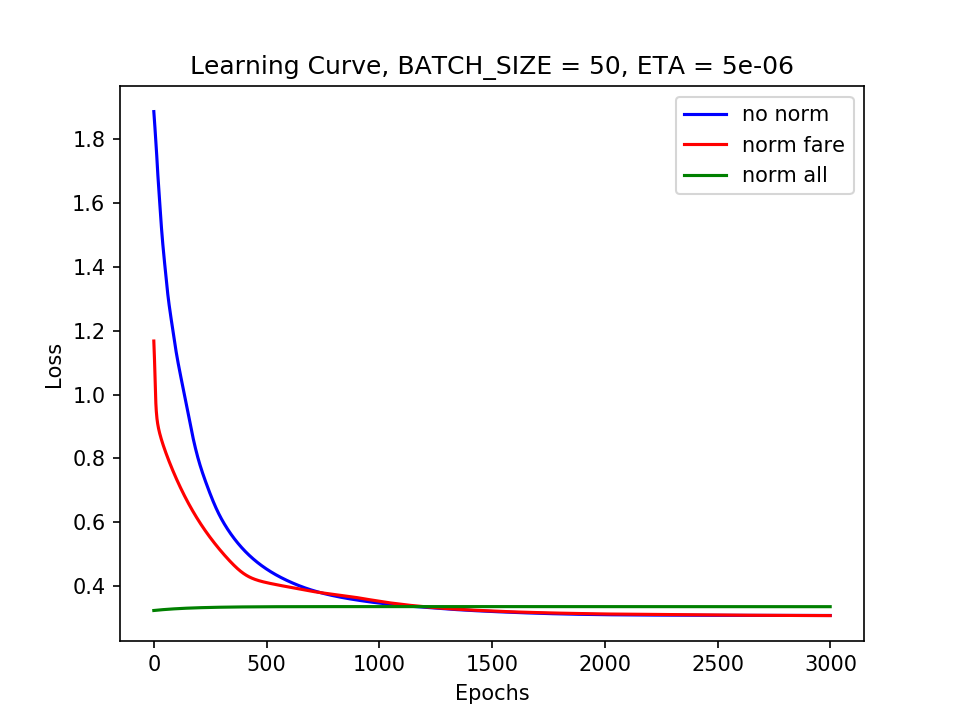 Learning Curve, BATCH_SIZE = 50, ETA = 5e-06
no norm
norm fare
norm all
Loss
1.8
1.6
1.4
1.2
1.0
0.8
0.6
0.4
0 500 1000 1500 2000 2500 3000
Epochs